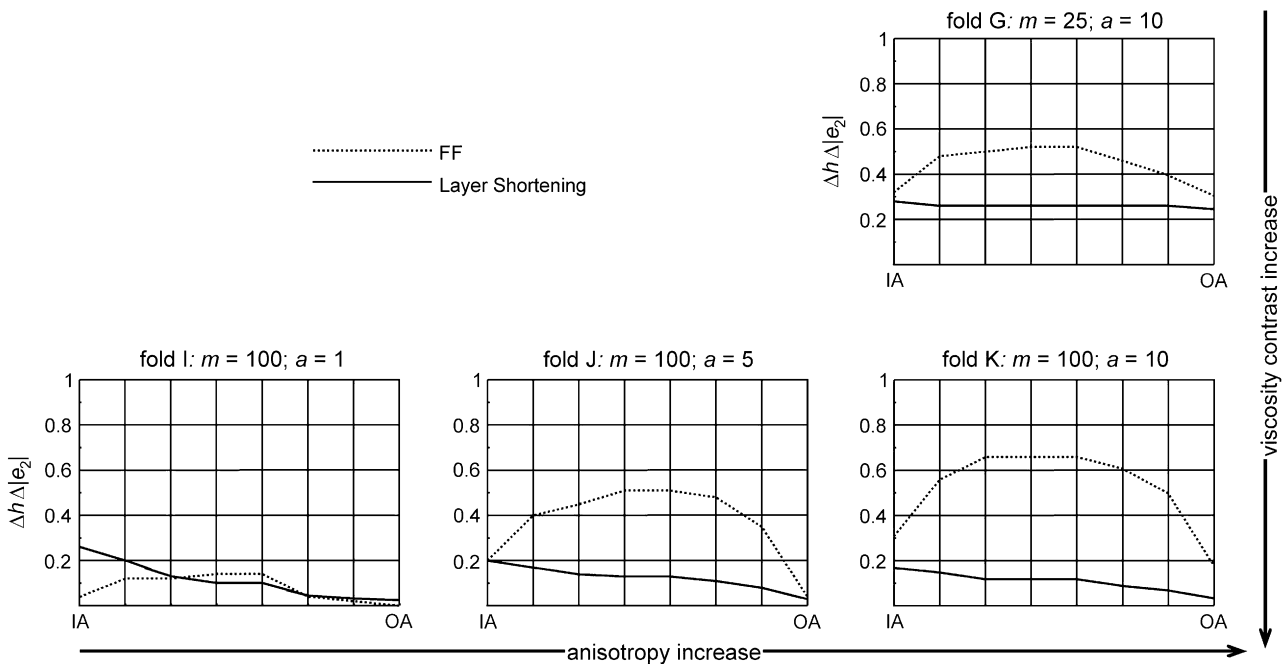 fold G: m = 25; a = 10
1
0.8
0.6
0.4
0.2
Δh Δ|e2|
IA
OA
FF
Layer Shortening
viscosity contrast increase
fold I: m = 100; a = 1
1
0.8
0.6
0.4
0.2
Δh Δ|e2|
IA
OA
fold J: m = 100; a = 5
1
0.8
0.6
0.4
0.2
IA
OA
fold K: m = 100; a = 10
1
0.8
0.6
0.4
0.2
IA
OA
anisotropy increase